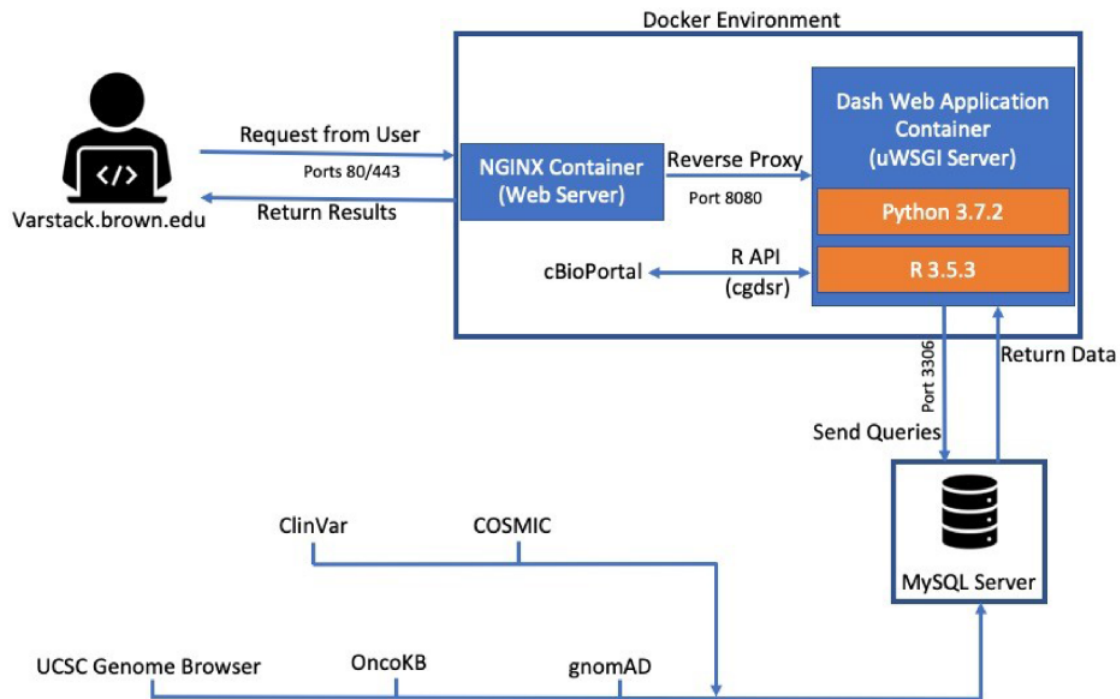 Docker Environment
Request from User
Ports 80/443
Return Results
Varstack.brown.edu
NGINX Container
(Web Server)
Reverse Proxy
Port 8080
Dash Web Application
Container
(uWSGI Server)
Python 3.7.2
R 3.5.3
cBioPortal
R API
(cgdsr)
Port 3306
Return Data
Send Queries
MySQL Server
ClinVar
COSMIC
UCSC Genome Browser
OncoKB
gnomAD